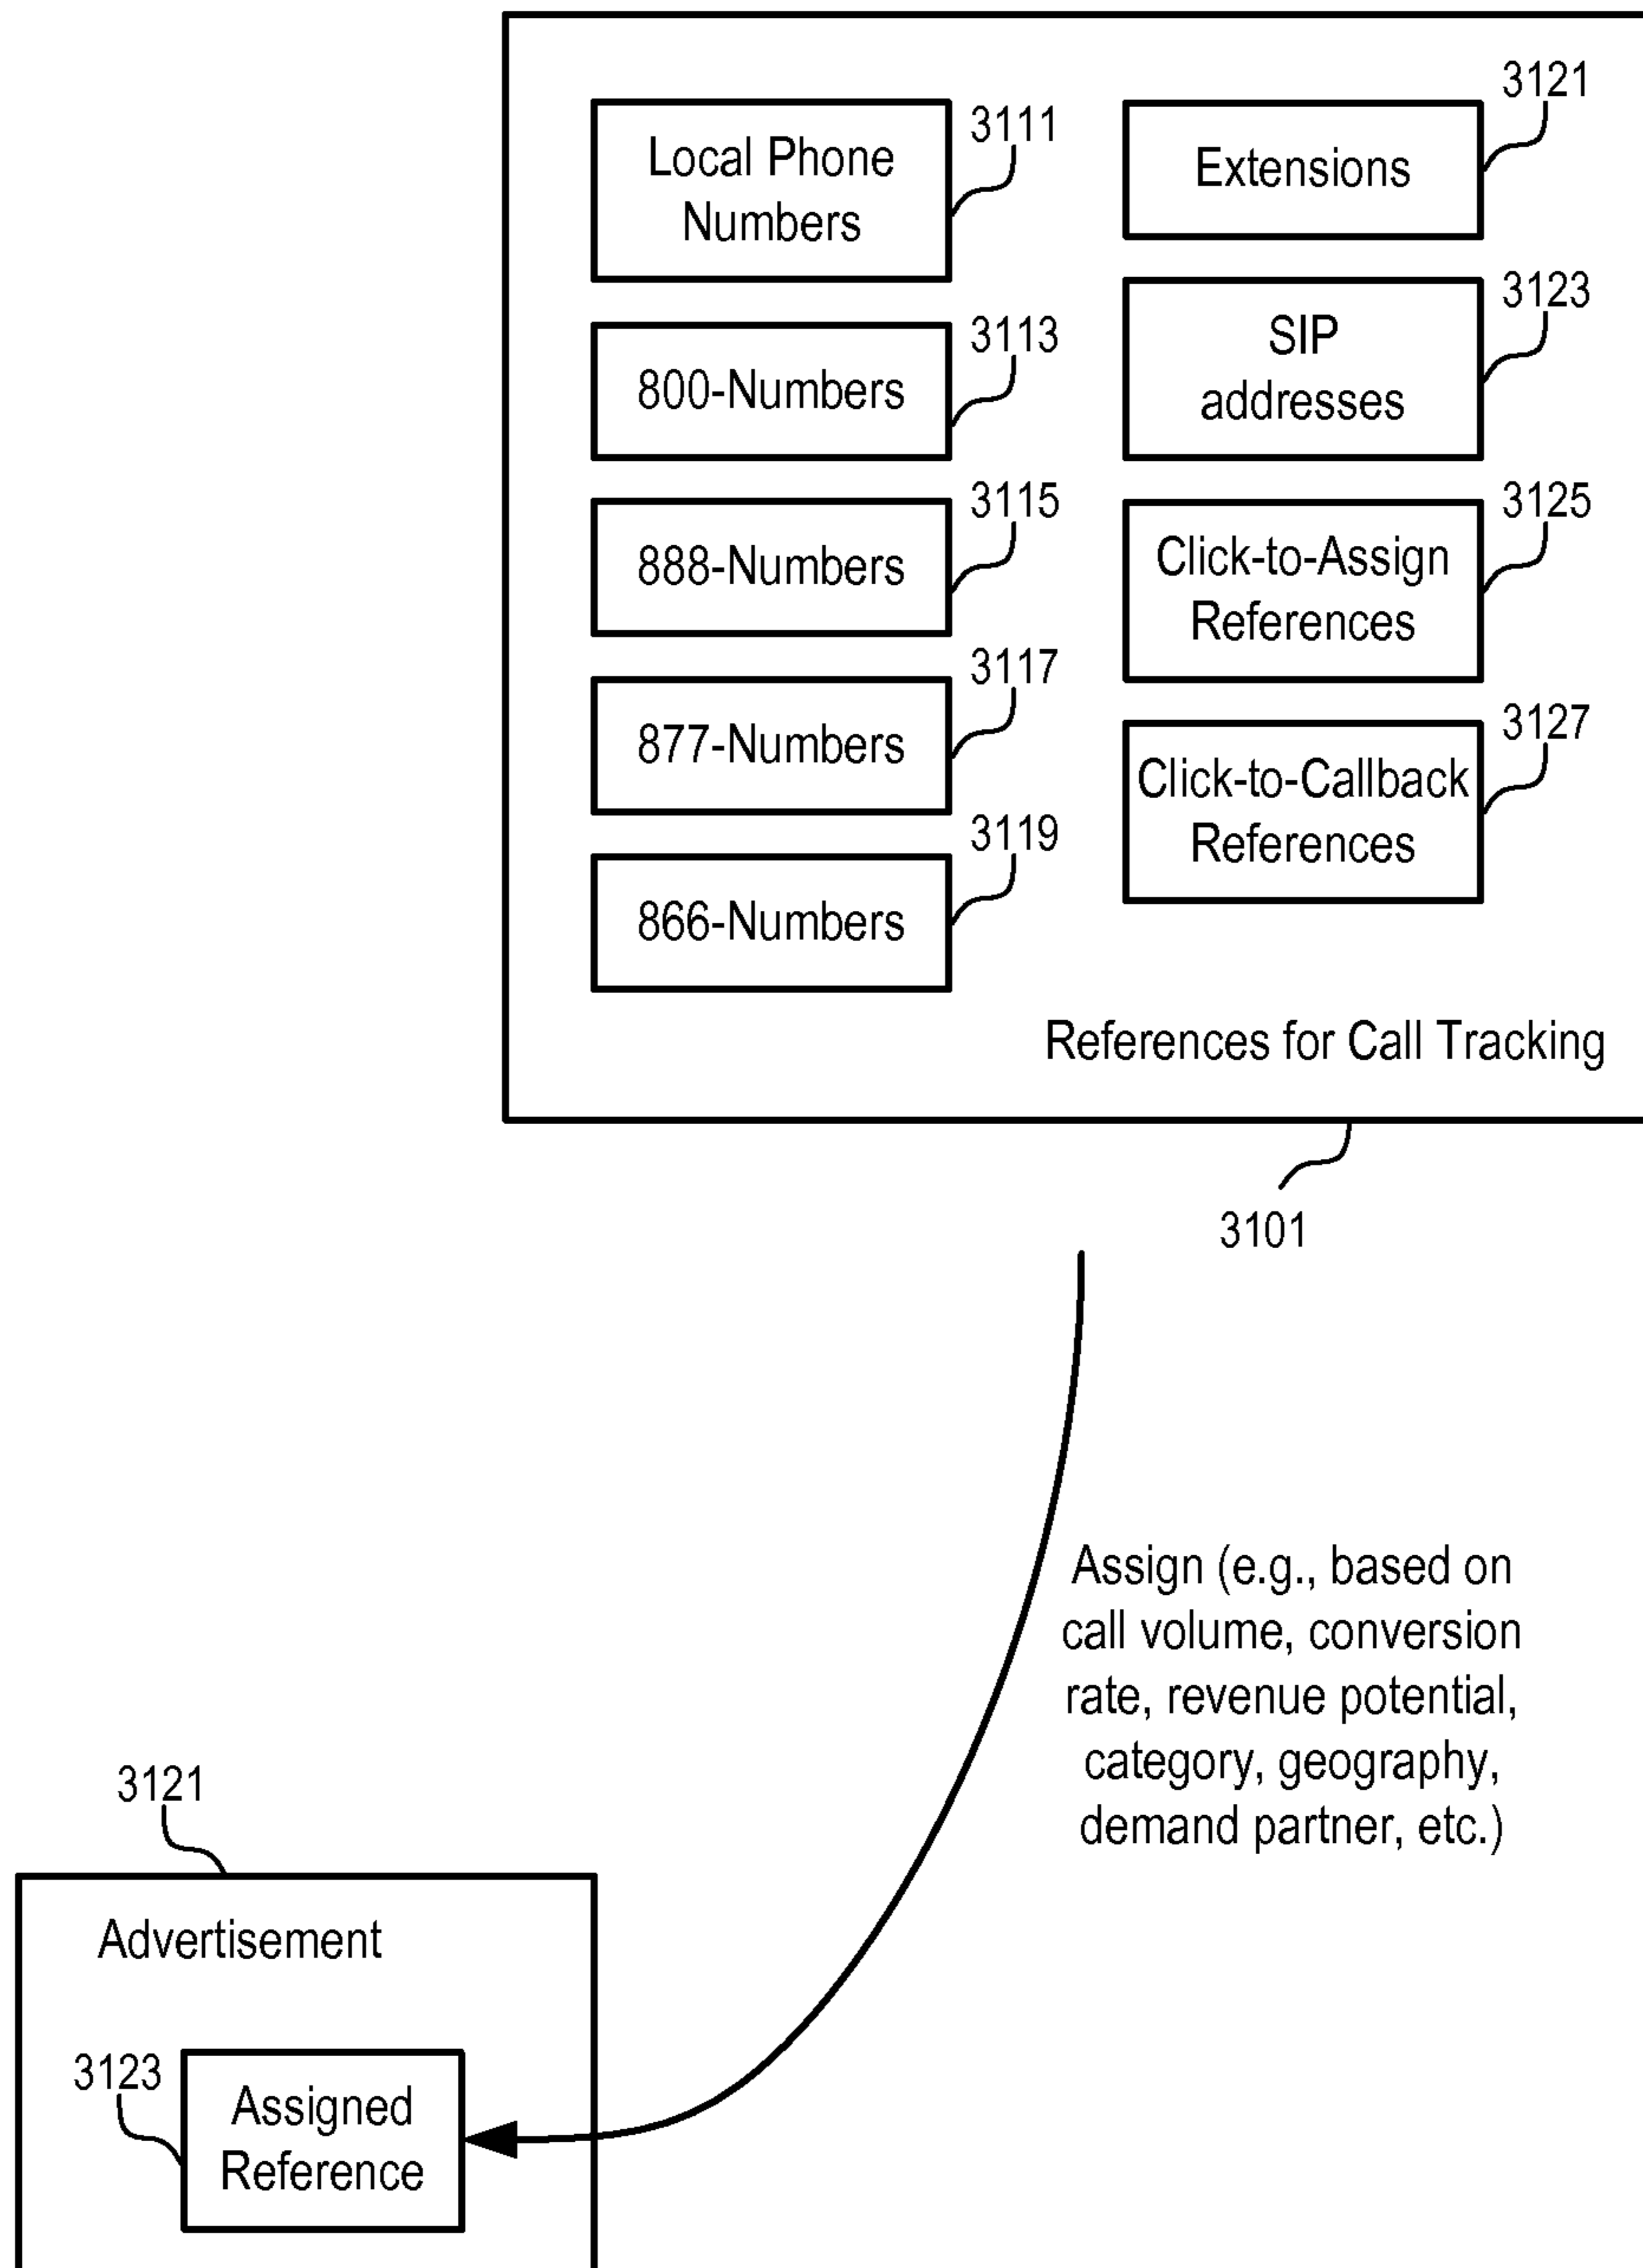 3111
Local Phone
Numbers
3113
800-Numbers
3115
888-Numbers
3117
877-Numbers
3119
866-Numbers
3121
Extensions
3123
SIP
addresses
3125
Click-to-Assign
References
3127
Click-to-Callback
References
References for Call Tracking
3101
Assign (e.g., based on
call volume, conversion
rate, revenue potential,
category, geography,
demand partner, etc.)
3121
Advertisement
3123
Assigned
Reference